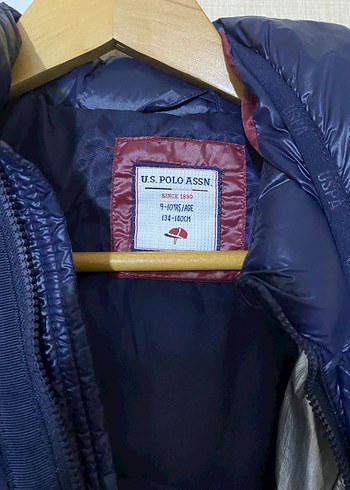 U.S. POLO ASSN.
SINCE 1890
9-10YRS/AGE
134-140CM